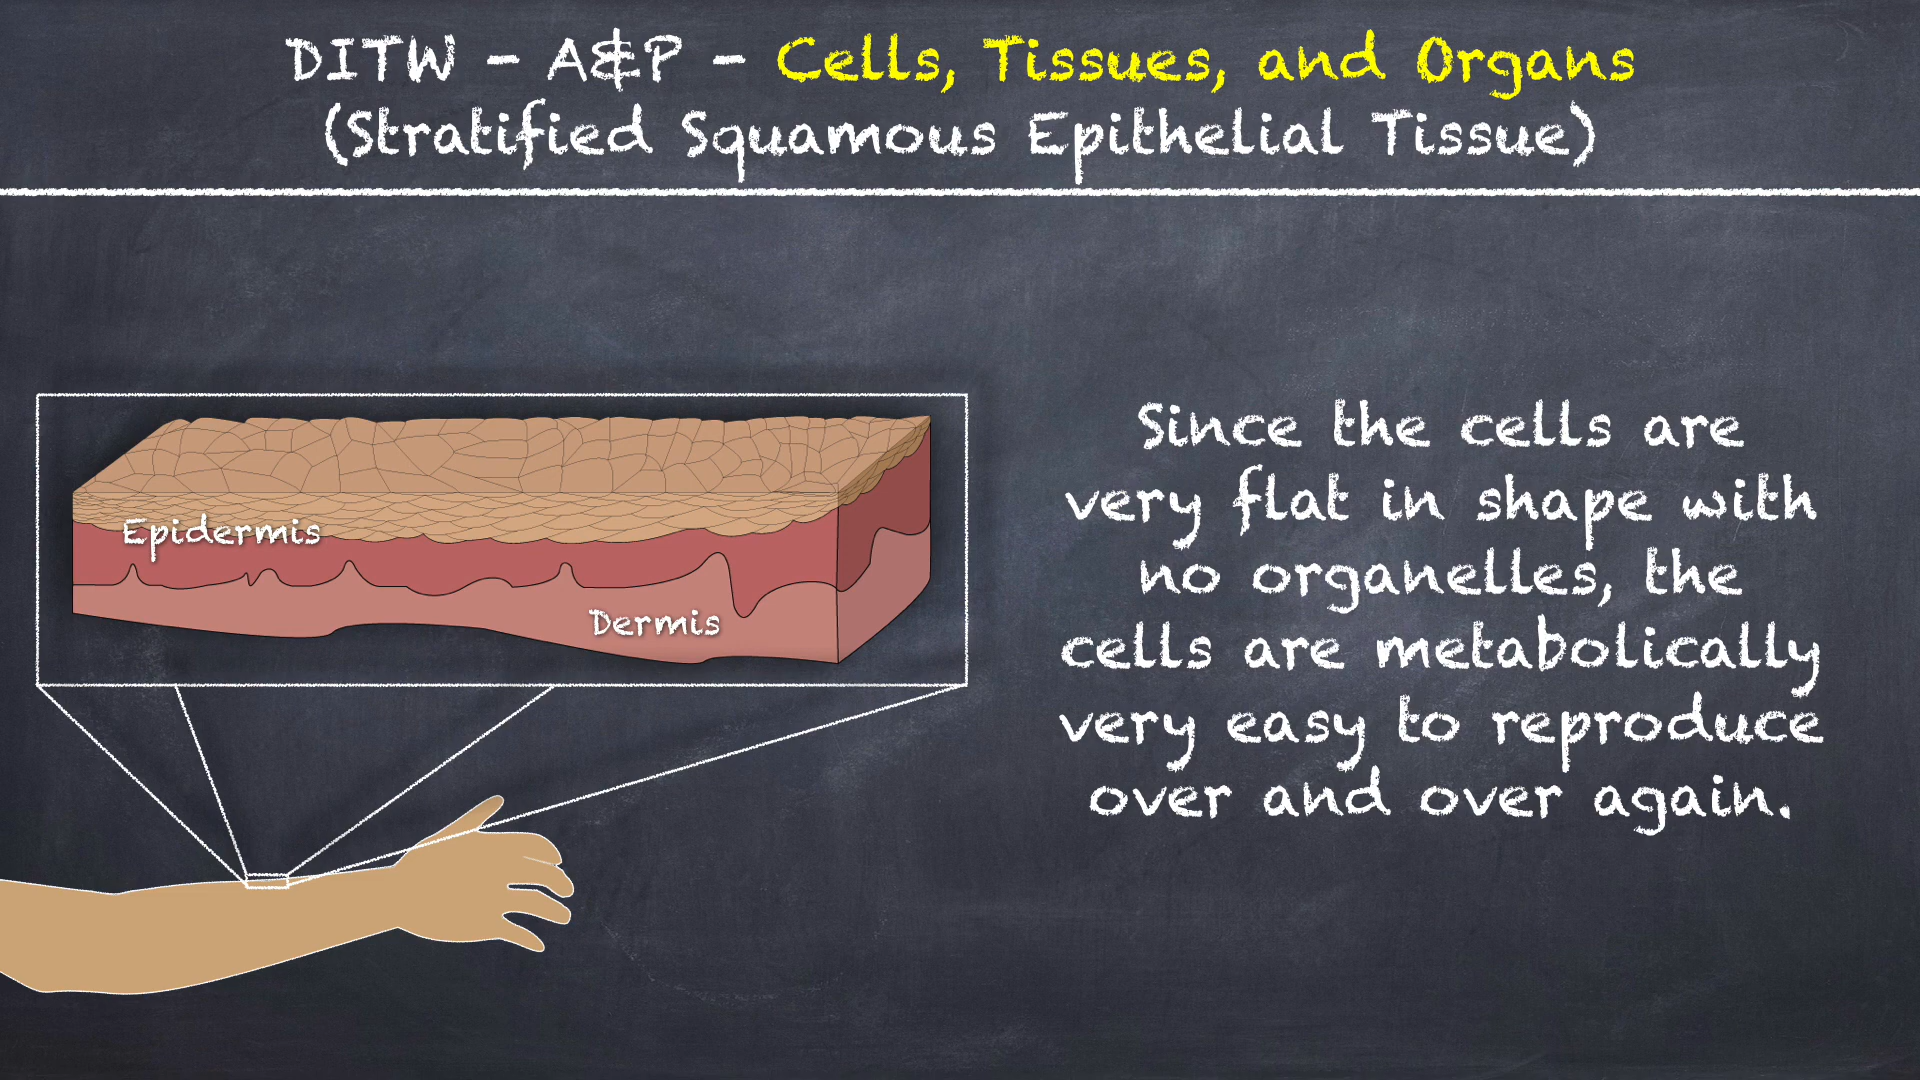 DITW - A&P - Cells, Tissues, and Organs
(Stratified Squamous Epithelial Tissue)
Epidermis
Dermis
Since the cells are
very flat in shape with
no organelles, the
cells are metabolically
very easy to reproduce
over and over again.